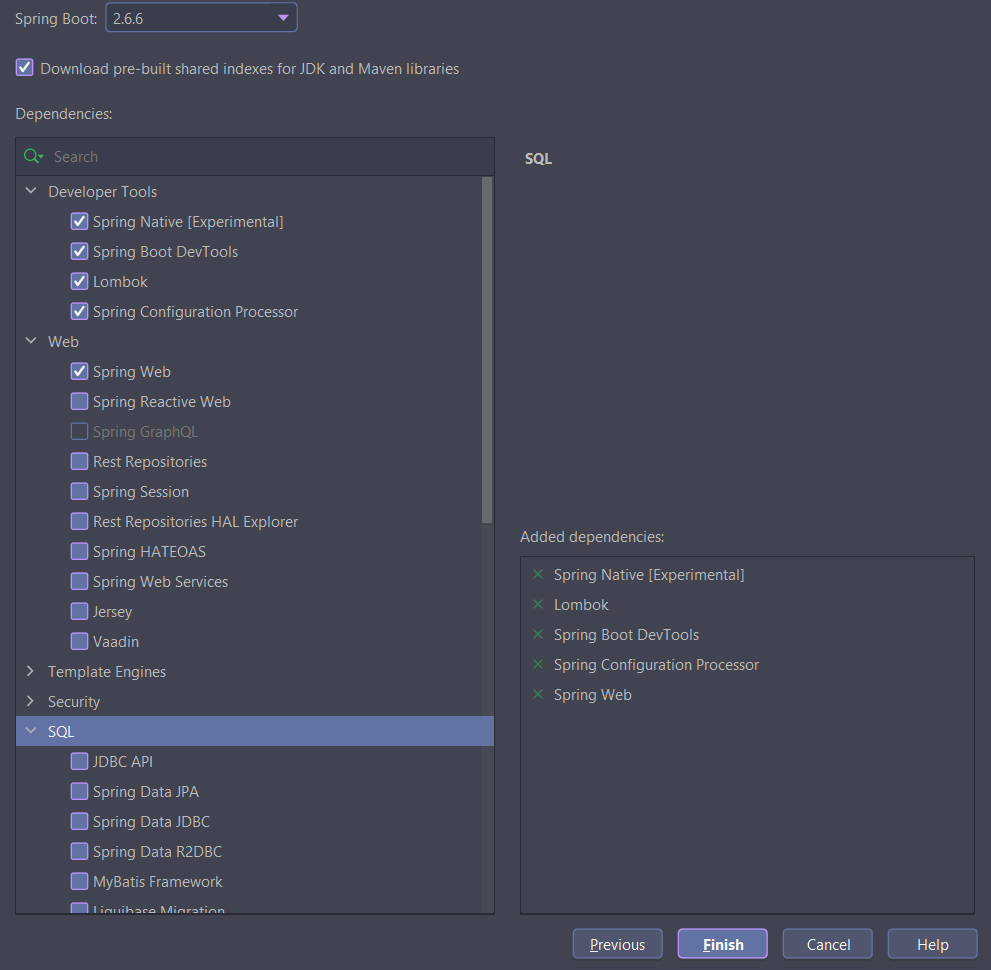 Spring Boot: 2.6.6
Download pre-built shared indexes for JDK and Maven libraries
Dependencies:
Search
Developer Tools
Spring Native [Experimental]
Spring Boot DevTools
Lombok
Spring Configuration Processor
Web
Spring Web
Spring Reactive Web
Spring GraphQL
Rest Repositories
Spring Session
Rest Repositories HAL Explorer
Spring HATEOAS
Spring Web Services
Jersey
Vaadin
Template Engines
Security
SQL
JDBC API
Spring Data JPA
Spring Data JDBC
Spring Data R2DBC
MyBatis Framework
Liquibase Migration
SQL
Added dependencies:
Spring Native [Experimental]
Lombok
Spring Boot DevTools
Spring Configuration Processor
Spring Web
Previous
Finish
Cancel
Help